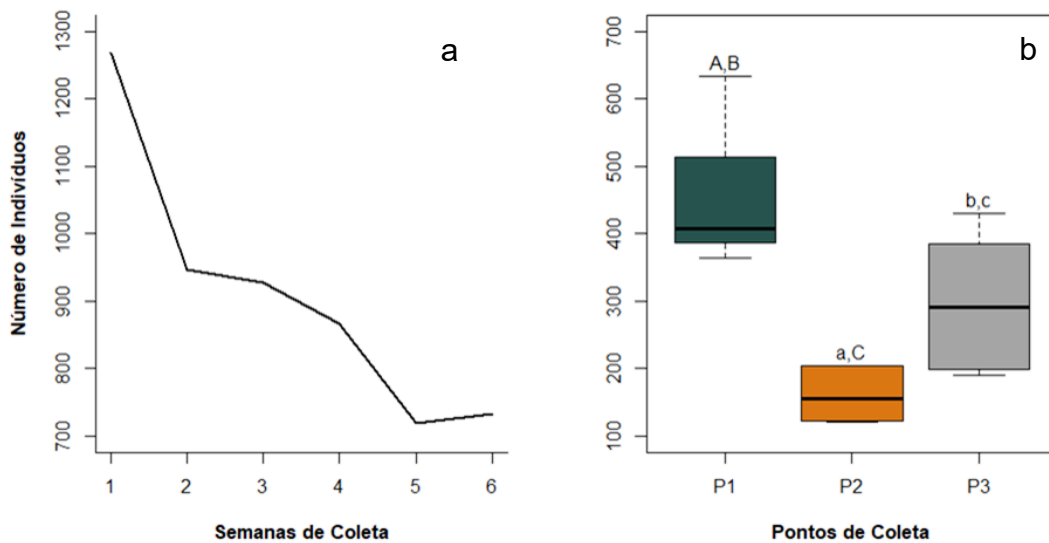 a
Número de Indivíduos
1300
1200
1100
1000
900
800
700
1
2
3
4
5
6
Semanas de Coleta
b
700
600
500
400
300
200
100
A,B
a,C
b,c
P1
P2
P3
Pontos de Coleta